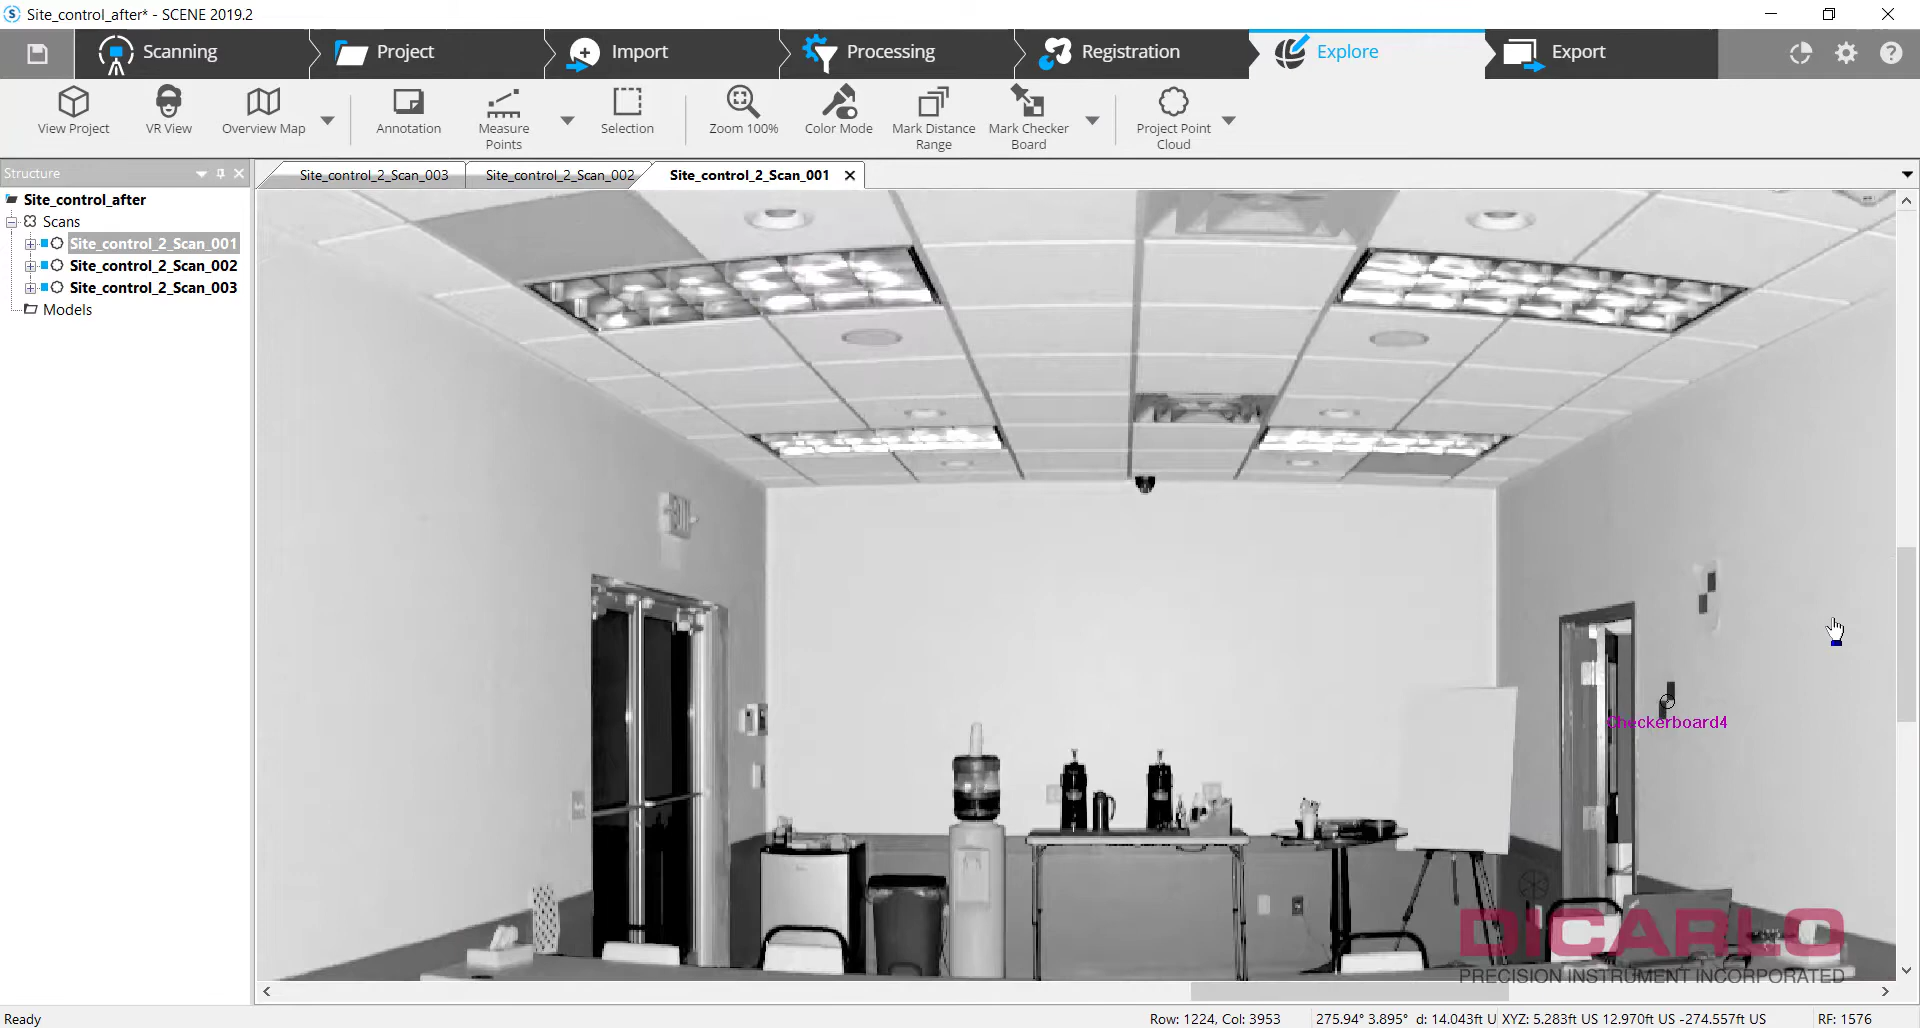 Site_control_after* - SCENE 2019.2
Scanning
Project
Import
Processing
Registration
Explore
Export
View Project
VR View
Overview Map
Annotation
Measure Points
Selection
Zoom 100%
Color Mode
Mark Distance Range
Mark Checker Board
Project Point Cloud
Structure
Site_control_2_Scan_003
Site_control_2_Scan_002
Site_control_2_Scan_001
Site_control_after
Scans
Site_control_2_Scan_001
Site_control_2_Scan_002
Site_control_2_Scan_003
Models
Checkerboard4
DICARLO
PRECISION INSTRUMENT INCORPORATED
Ready
Row: 1224, Col: 3953
275.94° 3.895° d: 14.043ft U
XYZ: 5.283ft US 12.970ft US -274.557ft US
RF: 1576